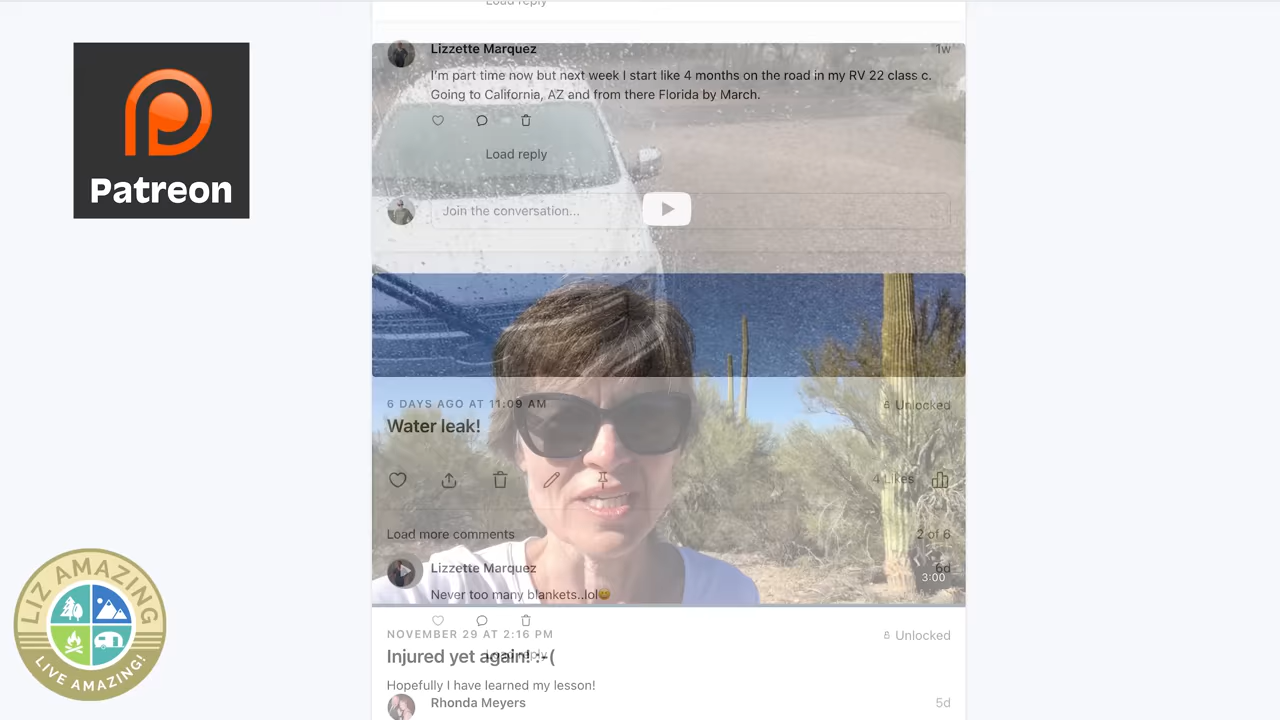 Load reply
Lizzette Marquez
1w
I'm part time now but next week I start like 4 months on the road in my RV 22 class c.
Going to California, AZ and from there Florida by March.
Load reply
Join the conversation...
Patreon
6 DAYS AGO AT 11:09 AM
Unlocked
Water leak!
4 Likes
Load more comments
2 of 6
Lizzette Marquez
6d
3:00
Never too many blankets..lol
NOVEMBER 29 AT 2:16 PM
Unlocked
Injured yet again! :-(
Load reply
Hopefully I have learned my lesson!
Rhonda Meyers
5d
LIZ AMAZING
LIVE AMAZING!